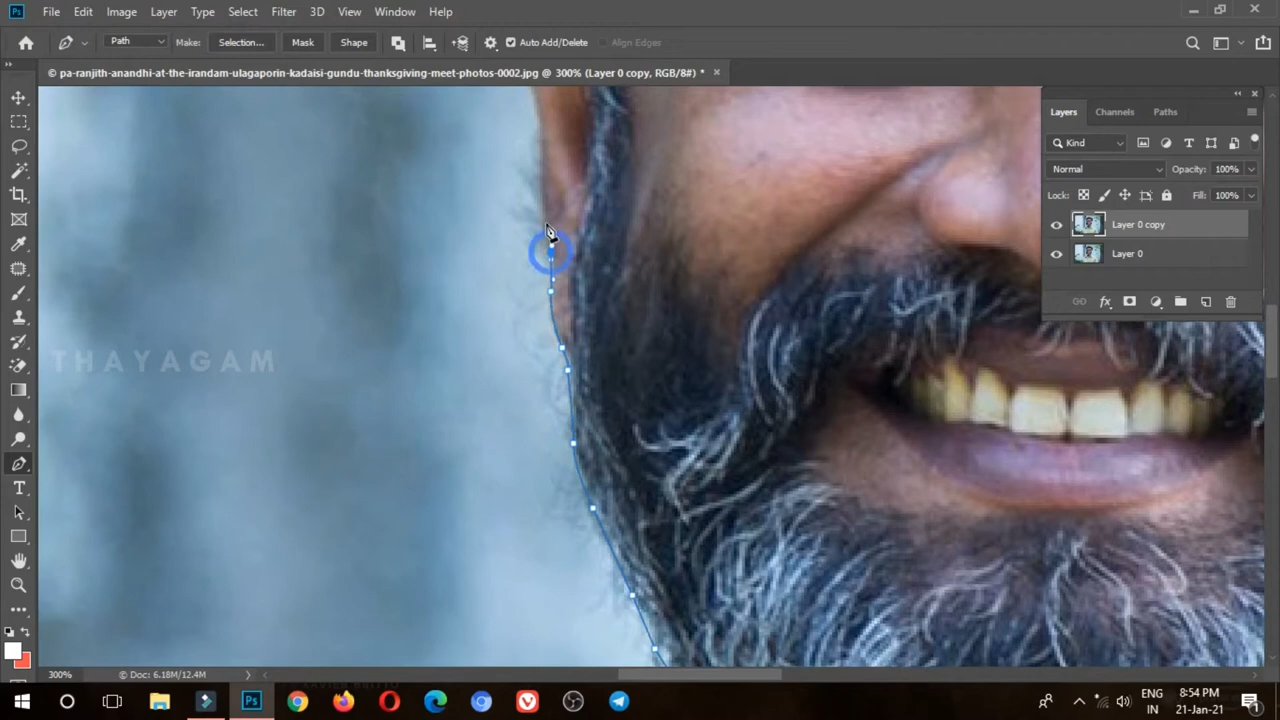 Ps File Edit Image Layer Type Select Filter 3D View Window Help
Path Make: Selection... Mask Shape Auto Add/Delete Align Edges
© pa-ranjith-anandhi-at-the-irandam-ulagaporin-kadaisi-gundu-thanksgiving-meet-photos-0002.jpg @ 300% (Layer 0 copy, RGB/8#) *
Layers Channels Paths
Kind
Normal Opacity: 100%
Lock: Fill: 100%
Layer 0 copy
Layer 0
fx
THAYAGAM
300% © Doc: 6.18M/12.4M
Ps
ENG
IN
8:54 PM
21-Jan-21